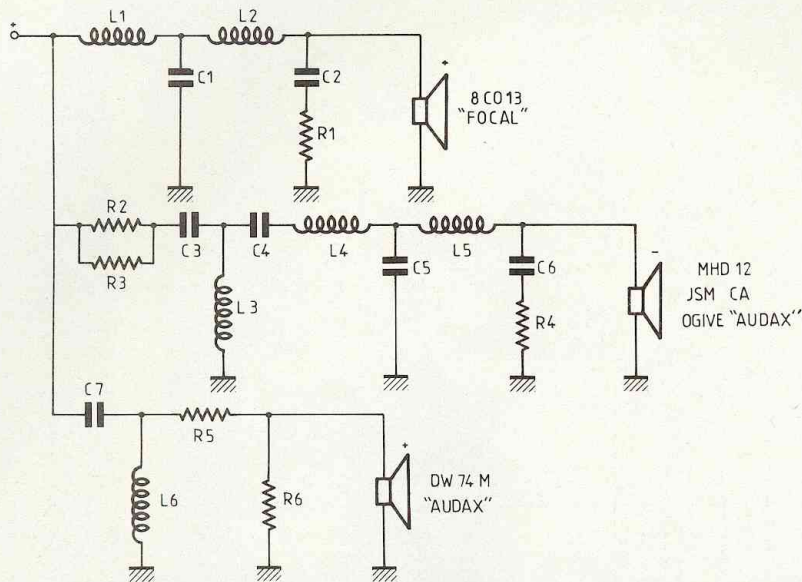 +
L1
L2
C1
C2
R1
+
8 C0 13
"FOCAL"
R2
R3
C3
C4
L4
L5
L3
C5
C6
R4
-
MHD 12
JSM CA
OGIVE "AUDAX"
C7
R5
L6
R6
+
DW 74 M
"AUDAX"